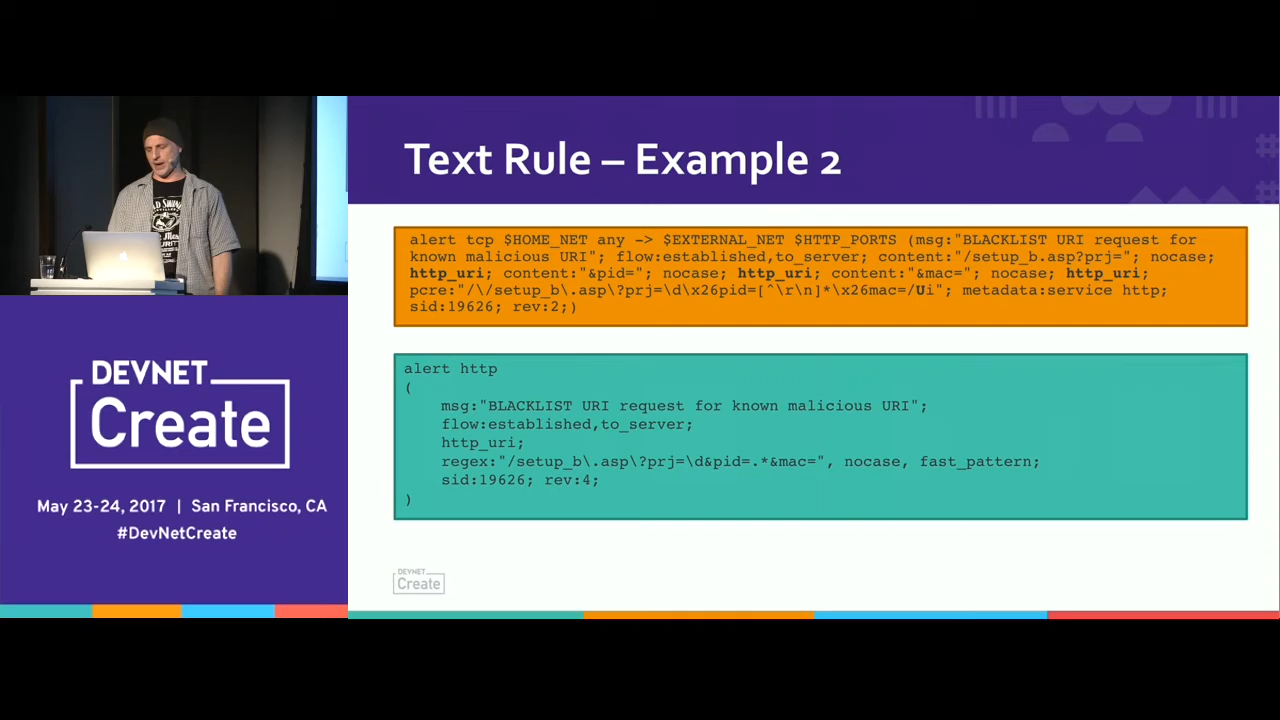 Text Rule – Example 2
alert tcp $HOME_NET any -> $EXTERNAL_NET $HTTP_PORTS (msg:"BLACKLIST URI request for
known malicious URI"; flow:established,to_server; content:"/setup_b.asp?prj="; nocase;
http_uri; content:"&pid="; nocase; http_uri; content:"&mac="; nocase; http_uri;
pcre:"/\/setup_b\.asp\?prj=\d\x26pid=[^\r\n]*\x26mac=/Ui"; metadata:service http;
sid:19626; rev:2;)
alert http
(
msg:"BLACKLIST URI request for known malicious URI";
flow:established,to_server;
http_uri;
regex:"/setup_b\.asp\?prj=\d&pid=.*&mac=", nocase, fast_pattern;
sid:19626; rev:4;
)
DEVNET
Create
May 23-24, 2017 | San Francisco, CA
#DevNetCreate
DEVNET
Create